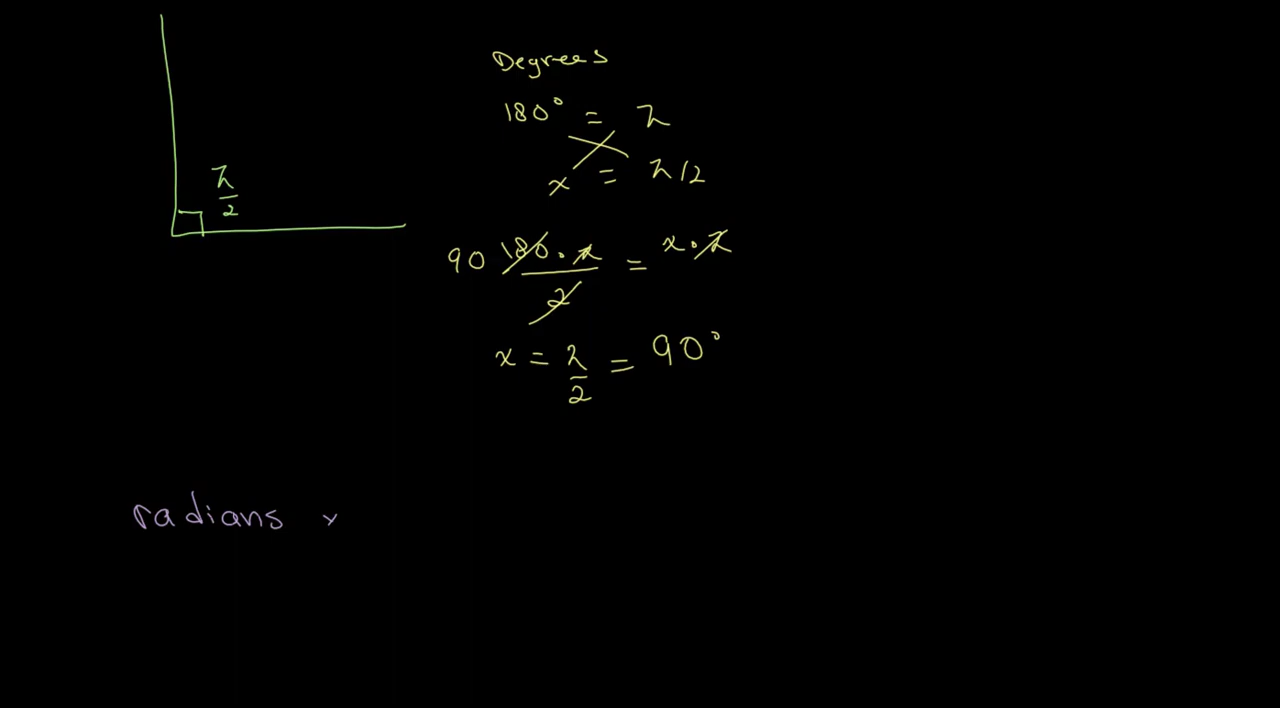 π/2
Degrees
180° = π
x = π/2
90 180 · π / 2 = x · π
x = π/2 = 90°
radians ×